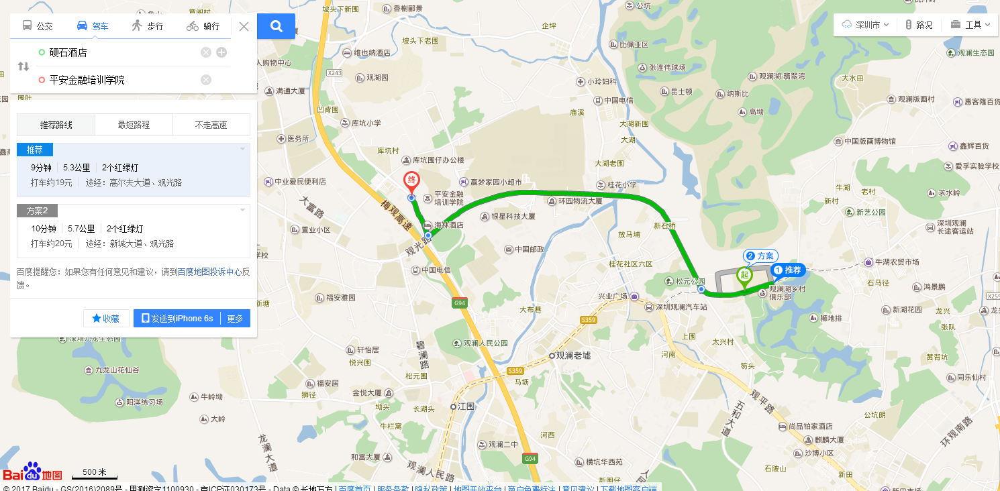 公交
驾车
步行
骑行
硬石酒店
平安金融培训学院
推荐路线
最短路程
不走高速
推荐
9分钟 5.3公里 2个红绿灯
打车约19元 途经：高尔夫大道、观光路
方案2
10分钟 5.7公里 2个红绿灯
打车约20元 途经：新城大道、观光路
百度提醒您：如果您有任何意见和建议，请到百度地图投诉中心反
馈。
收藏
发送到iPhone 6s 更多
深圳市
路况
工具
坡头下新围
香榭郦景
公坑
企坪
坡头下老围
维也纳酒店
比佩亚区
观澜生态园
人购物中心
X243
观湖园
张连伟球场
满通大厦
小玲妇科
昆士顿
纳斯比
观澜湖·翡翠湾
大水田
观澜版画村
惠客隆百货
中国电信
凹背围
庙溪
高坳
库坑小学
大湖新围
大湖
医务所
库坑村
中国版画博物馆
鑫辉百货
库坑围仔办公楼
大湖老围
爱孚实验学校
中业爱民便利店
终
赢梦家园小超市
桂花小学
牛湖
老村
平安金融
培训学院
环园物流大厦
新村
求水岭
大富路
梅观高速
银星科技大厦
新艺公园
海林酒店
新石桥
深圳观澜
长途客运站
置业小区
放马埔
观光路
中国邮政
桂花社区六区
2 方案
牛湖农贸市场
中国电信
起
1 推荐
松元公园
石马径
观澜湖乡村
俱乐部
鸿景鹏
福安雅园
兴业广场
G94
大布巷
深圳观澜汽车站
新湖花园
龙兴
X259
S359
狮地排
张队
上围
太兴村
观澜人民公园
轩怡居
悦兴围
碧澜路
河南
黄背坑
观澜老墟
笏头
九龙山花仙谷
S359
松元围
马坜
同乐仙村
福安居
狮径
金悦大厦
观平路
牛岭坳
阳洋练习场
坳头
长湖头
江围
五和大道
公坑朗
大岭
牛栏窝
尚品铂家酒店
环观南路
河西
麒麟大厦
龙澜大道
观澜二中
沙博小区
和富大厦
G94
横坑华西苑
石陂山
观澜人民路
新围仔
新田
Bai du 地图
500 米
© 2017 Baidu - GS(2016)2089号 - 甲测资字1100930 - 京ICP证030173号 - Data © 长地万方 | 百度首页 | 服务条款 | 隐私政策 | 地图开放平台 | 商户免费标注 | 意见建议 | 下载地图客户端